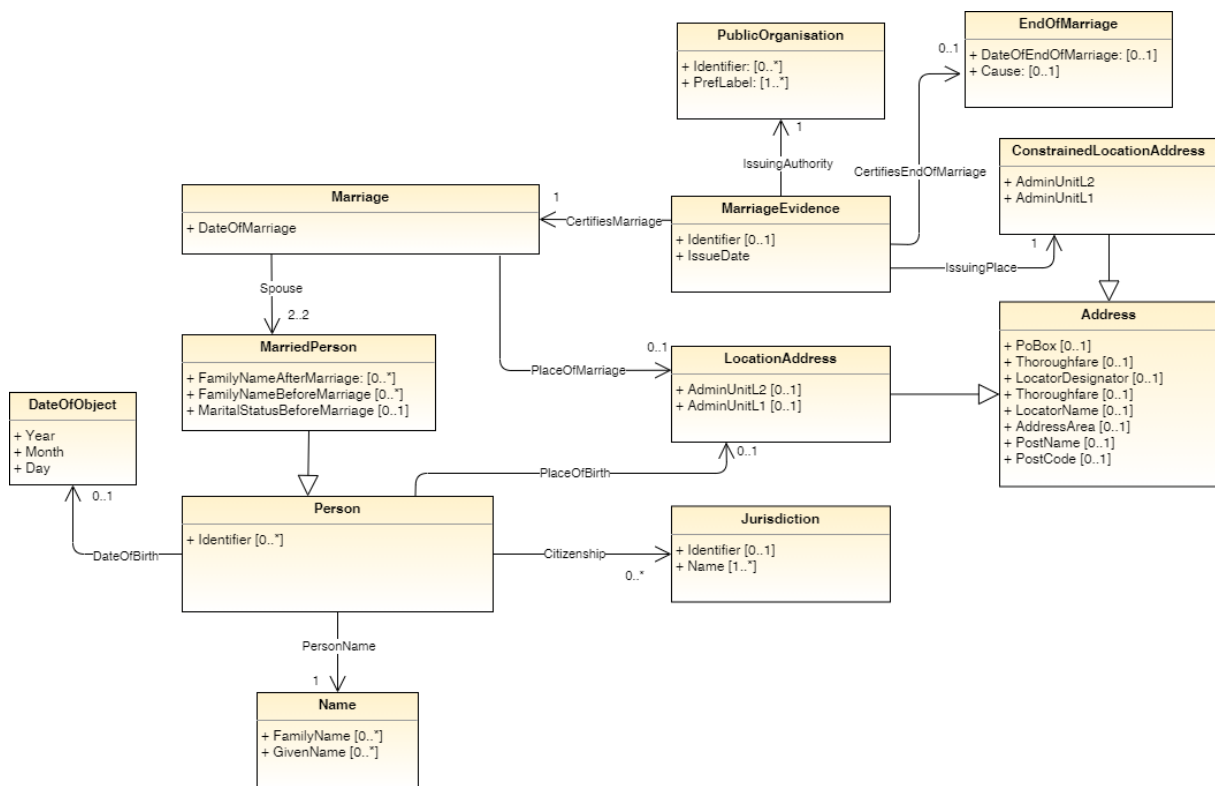 EndOfMarriage
+ DateOfEndOfMarriage: [0..1]
+ Cause: [0..1]
0..1
PublicOrganisation
+ Identifier: [0..*]
+ PrefLabel: [1..*]
1
IssuingAuthority
CertifiesEndOfMarriage
ConstrainedLocationAddress
+ AdminUnitL2
+ AdminUnitL1
1
Marriage
+ DateOfMarriage
1
CertifiesMarriage
MarriageEvidence
+ Identifier [0..1]
+ IssueDate
IssuingPlace
Spouse
2..2
MarriedPerson
+ FamilyNameAfterMarriage: [0..*]
+ FamilyNameBeforeMarriage [0..*]
+ MaritalStatusBeforeMarriage [0..1]
PlaceOfMarriage
0..1
LocationAddress
+ AdminUnitL2 [0..1]
+ AdminUnitL1 [0..1]
Address
+ PoBox [0..1]
+ Thoroughfare [0..1]
+ LocatorDesignator [0..1]
+ Thoroughfare [0..1]
+ LocatorName [0..1]
+ AddressArea [0..1]
+ PostName [0..1]
+ PostCode [0..1]
DateOfObject
+ Year
+ Month
+ Day
0..1
DateOfBirth
PlaceOfBirth
0..1
Person
+ Identifier [0..*]
Citizenship
0..*
Jurisdiction
+ Identifier [0..1]
+ Name [1..*]
PersonName
1
Name
+ FamilyName [0..*]
+ GivenName [0..*]